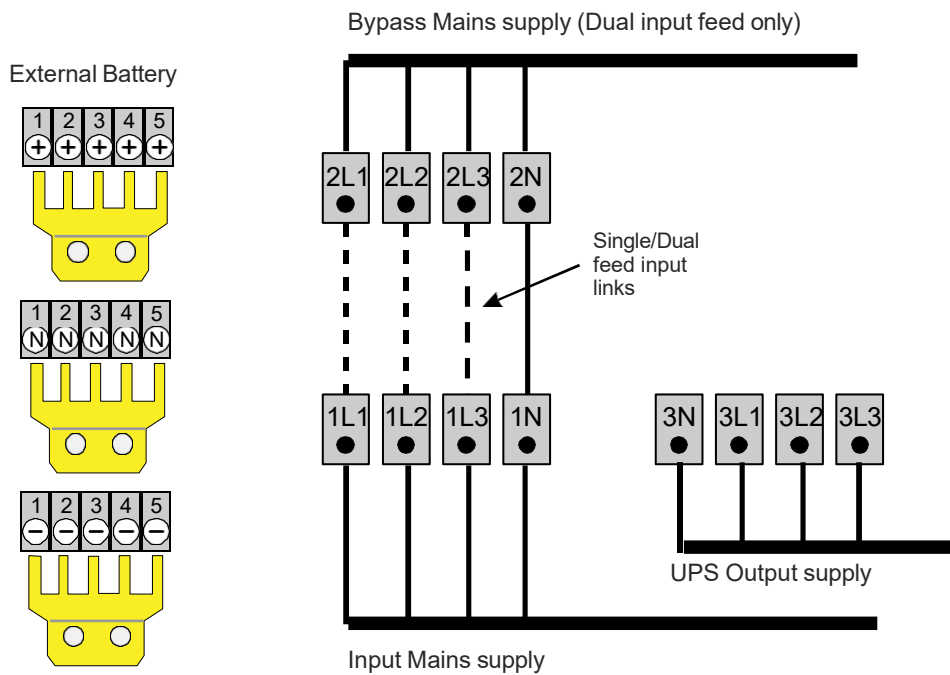 Bypass Mains supply (Dual input feed only)
External Battery
1 2 3 4 5
+ + + + +
2L1 2L2 2L3 2N
Single/Dual
feed input
links
1 2 3 4 5
N N N N N
1L1 1L2 1L3 1N
3N 3L1 3L2 3L3
1 2 3 4 5
− − − − −
UPS Output supply
Input Mains supply